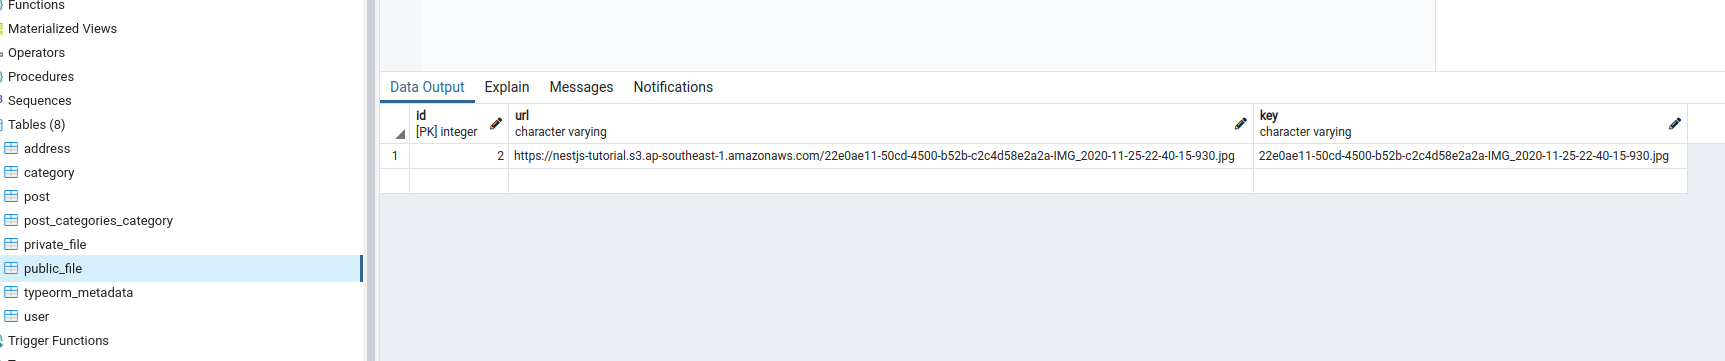 Functions
Materialized Views
Operators
Procedures
Sequences
Tables (8)
address
category
post
post_categories_category
private_file
public_file
typeorm_metadata
user
Trigger Functions
Data Output Explain Messages Notifications
id url key
[PK] integer character varying character varying
1 2 https://nestjs-tutorial.s3.ap-southeast-1.amazonaws.com/22e0ae11-50cd-4500-b52b-c2c4d58e2a2a-IMG_2020-11-25-22-40-15-930.jpg 22e0ae11-50cd-4500-b52b-c2c4d58e2a2a-IMG_2020-11-25-22-40-15-930.jpg